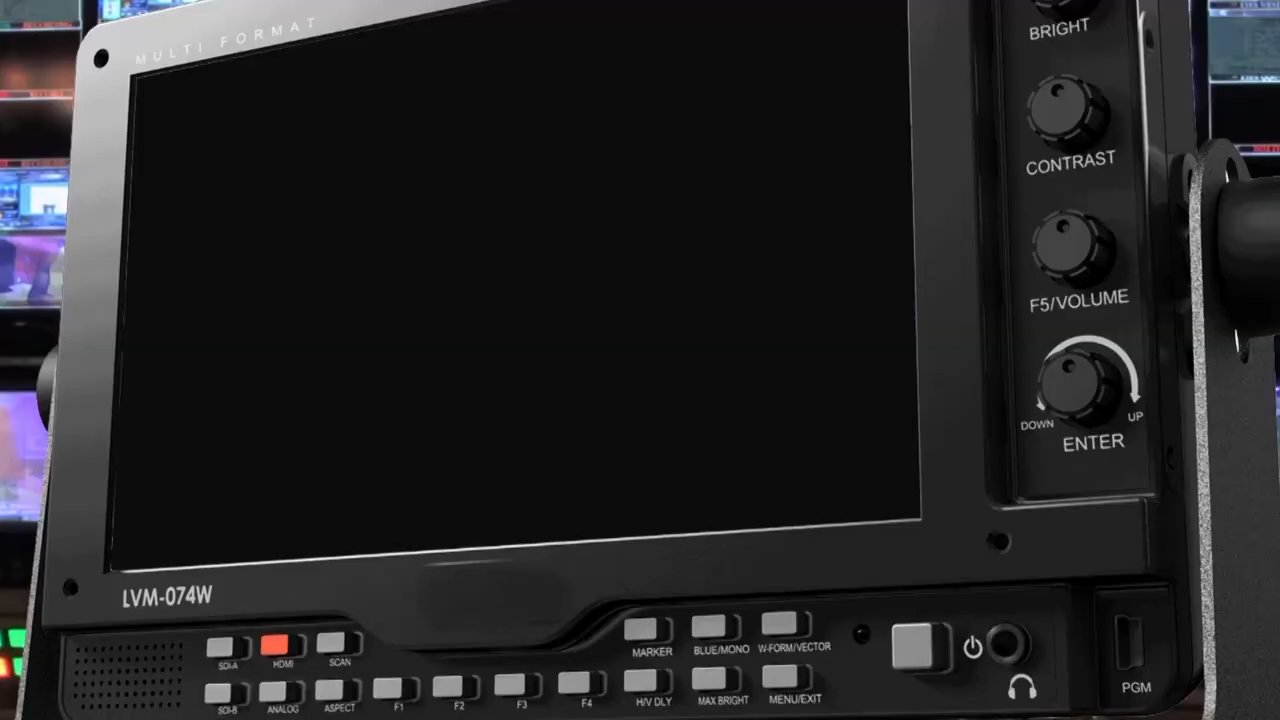 MULTI FORMAT
BRIGHT
CONTRAST
F5/VOLUME
DOWN
UP
ENTER
LVM-074W
SDI-A
HDMI
SCAN
MARKER
BLUE/MONO
W-FORM/VECTOR
SDI-B
ANALOG
ASPECT
F1
F2
F3
F4
H/V DLY
MAX BRIGHT
MENU/EXIT
PGM